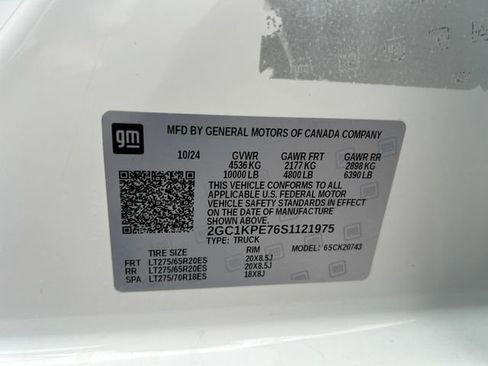 gm
MFD BY GENERAL MOTORS OF CANADA COMPANY
10/24 GVWR GAWR FRT GAWR RR
4536 KG 2177 KG 2898 KG
10000 LB 4800 LB 6390 LB
THIS VEHICLE CONFORMS TO ALL
APPLICABLE U.S. FEDERAL MOTOR
VEHICLE SAFETY STANDARDS IN EFFECT
ON THE DATE OF MANUFACTURE
SHOWN ABOVE.
2GC1KPE76S1121975
TYPE: TRUCK MODEL: 65CK20743
TIRE SIZE RIM
FRT LT275/65R20ES 20X8.5J
RR LT275/65R20ES 20X8.5J
SPA LT275/70R18ES 18X8J